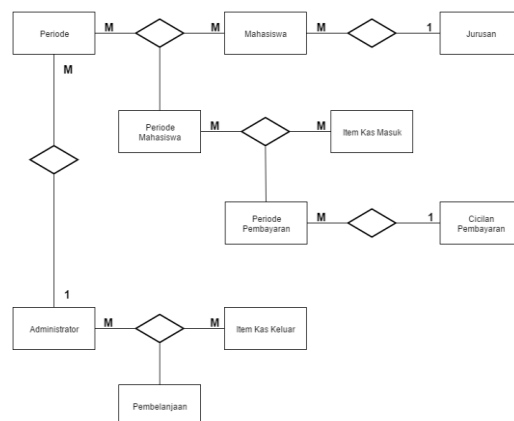 Periode
M
M
Mahasiswa
M
1
Jurusan
M
Periode
Mahasiswa
M
M
Item Kas Masuk
Periode
Pembayaran
M
1
Cicilan
Pembayaran
1
Administrator
M
M
Item Kas Keluar
Pembelanjaan